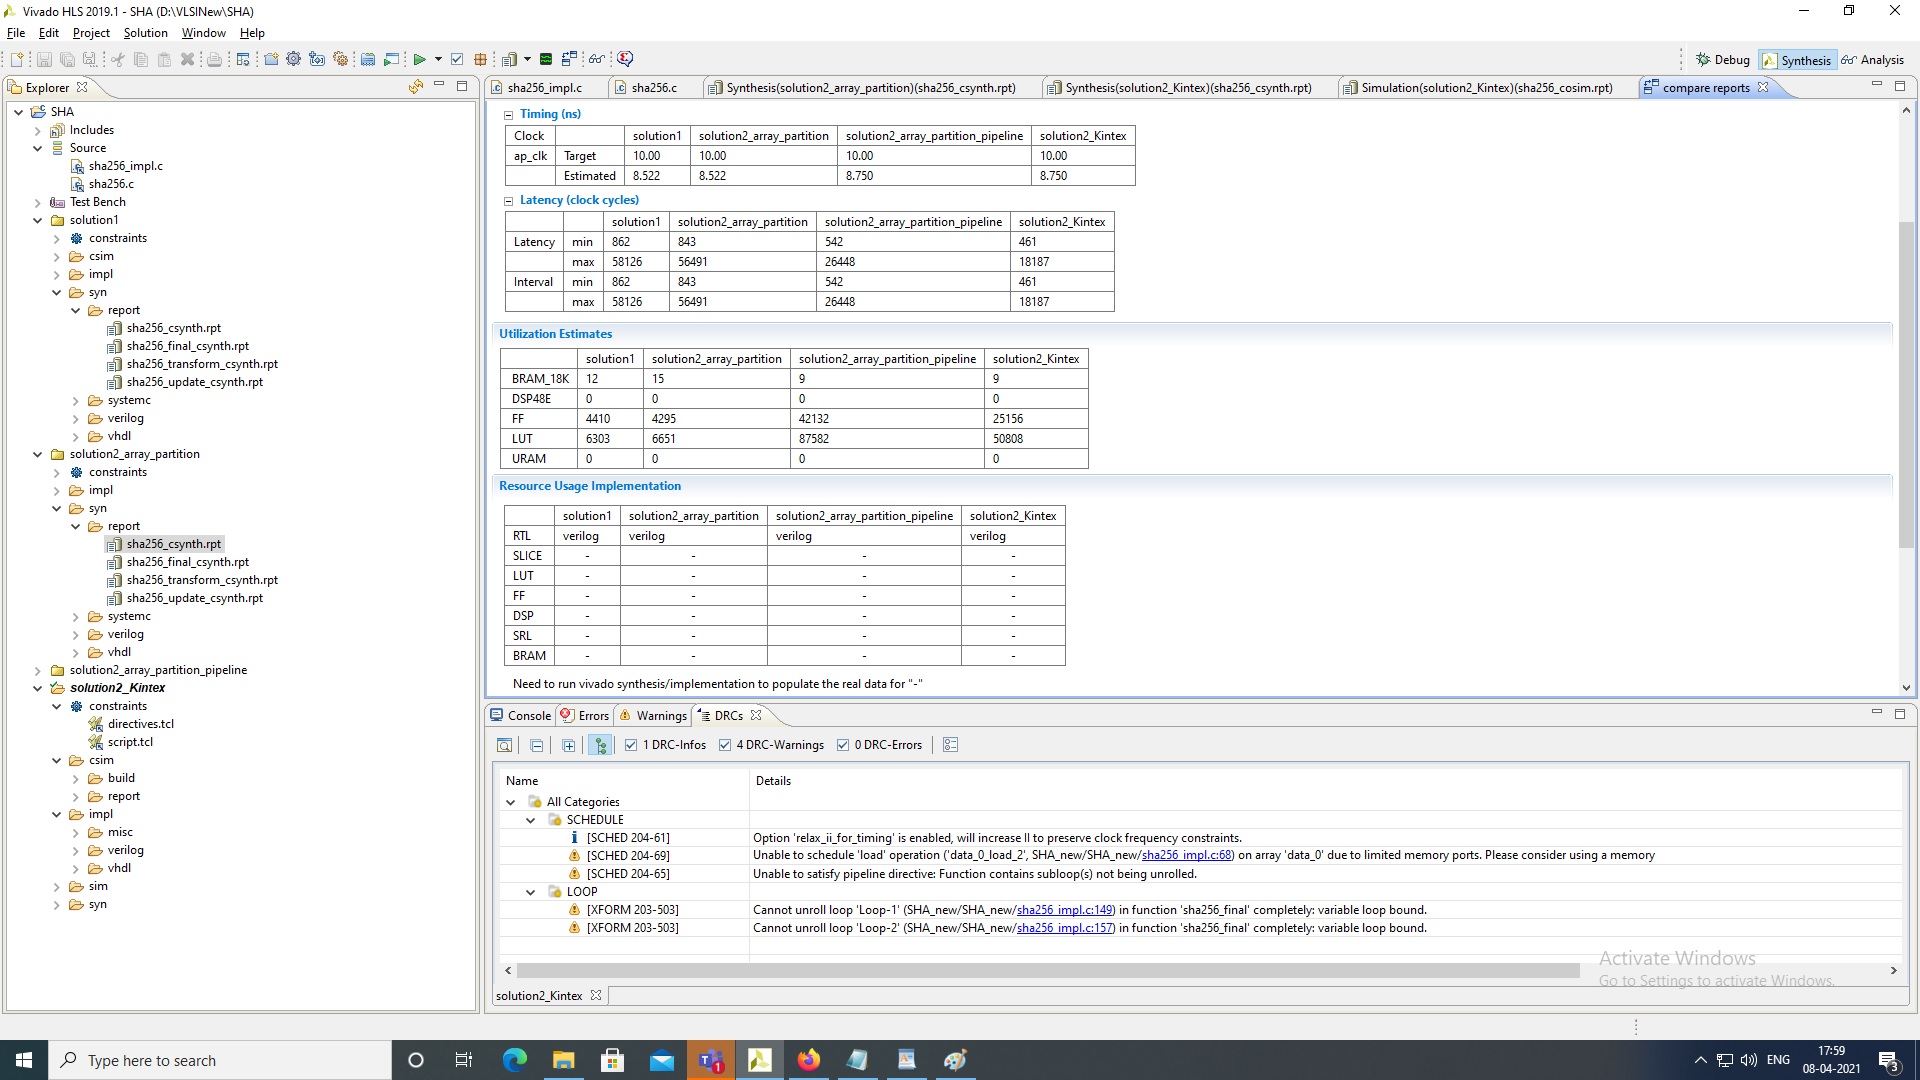 Vivado HLS 2019.1 - SHA (D:\VLSINew\SHA)
File Edit Project Solution Window Help
Debug Synthesis Analysis
Explorer
SHA
Includes
Source
sha256_impl.c
sha256.c
Test Bench
solution1
constraints
csim
impl
syn
report
sha256_csynth.rpt
sha256_final_csynth.rpt
sha256_transform_csynth.rpt
sha256_update_csynth.rpt
systemc
verilog
vhdl
solution2_array_partition
constraints
impl
syn
report
sha256_csynth.rpt
sha256_final_csynth.rpt
sha256_transform_csynth.rpt
sha256_update_csynth.rpt
systemc
verilog
vhdl
solution2_array_partition_pipeline
solution2_Kintex
constraints
directives.tcl
script.tcl
csim
build
report
impl
misc
verilog
vhdl
sim
syn
sha256_impl.c sha256.c Synthesis(solution2_array_partition)(sha256_csynth.rpt) Synthesis(solution2_Kintex)(sha256_csynth.rpt) Simulation(solution2_Kintex)(sha256_cosim.rpt) compare reports
Timing (ns)
Clock solution1 solution2_array_partition solution2_array_partition_pipeline solution2_Kintex
ap_clk Target 10.00 10.00 10.00 10.00
Estimated 8.522 8.522 8.750 8.750
Latency (clock cycles)
solution1 solution2_array_partition solution2_array_partition_pipeline solution2_Kintex
Latency min 862 843 542 461
max 58126 56491 26448 18187
Interval min 862 843 542 461
max 58126 56491 26448 18187
Utilization Estimates
solution1 solution2_array_partition solution2_array_partition_pipeline solution2_Kintex
BRAM_18K 12 15 9 9
DSP48E 0 0 0 0
FF 4410 4295 42132 25156
LUT 6303 6651 87582 50808
URAM 0 0 0 0
Resource Usage Implementation
solution1 solution2_array_partition solution2_array_partition_pipeline solution2_Kintex
RTL verilog verilog verilog verilog
SLICE - - - -
LUT - - - -
FF - - - -
DSP - - - -
SRL - - - -
BRAM - - - -
Need to run vivado synthesis/implementation to populate the real data for "-"
Console Errors Warnings DRCs
1 DRC-Infos 4 DRC-Warnings 0 DRC-Errors
Name Details
All Categories
SCHEDULE
[SCHED 204-61] Option 'relax_ii_for_timing' is enabled, will increase II to preserve clock frequency constraints.
[SCHED 204-69] Unable to schedule 'load' operation ('data_0_load_2', SHA_new/SHA_new/sha256_impl.c:68) on array 'data_0' due to limited memory ports. Please consider using a memory
[SCHED 204-65] Unable to satisfy pipeline directive: Function contains subloop(s) not being unrolled.
LOOP
[XFORM 203-503] Cannot unroll loop 'Loop-1' (SHA_new/SHA_new/sha256_impl.c:149) in function 'sha256_final' completely: variable loop bound.
[XFORM 203-503] Cannot unroll loop 'Loop-2' (SHA_new/SHA_new/sha256_impl.c:157) in function 'sha256_final' completely: variable loop bound.
Activate Windows
Go to Settings to activate Windows.
solution2_Kintex
Type here to search
1
ENG
17:59
08-04-2021
3